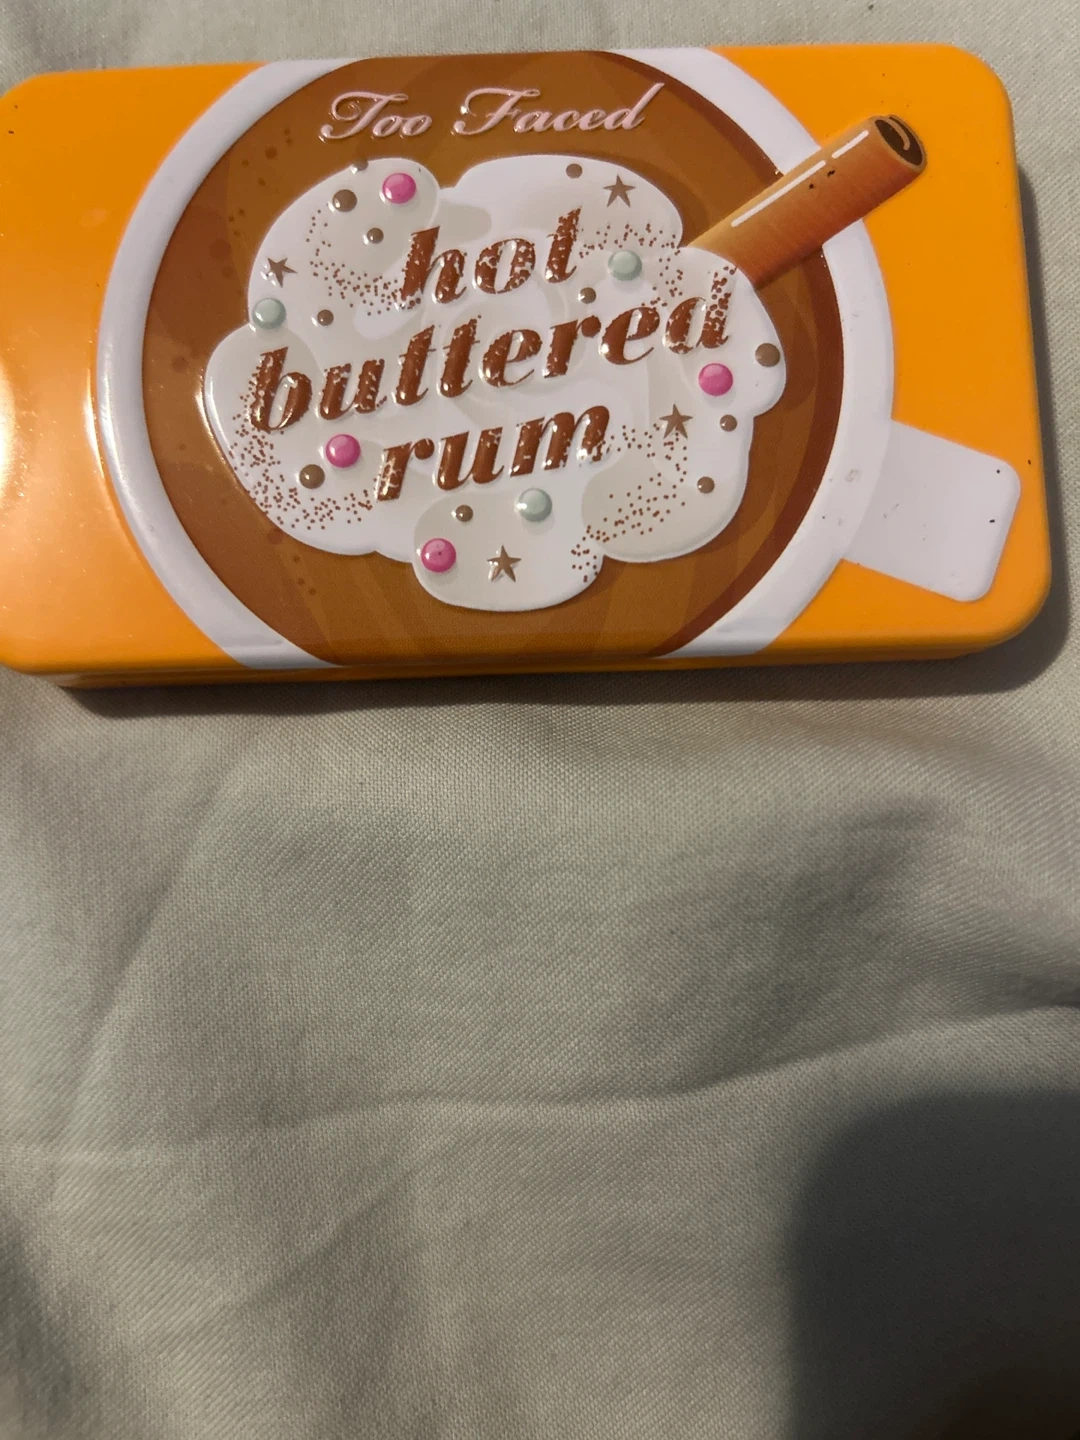 Too Faced
hot
buttered
rum